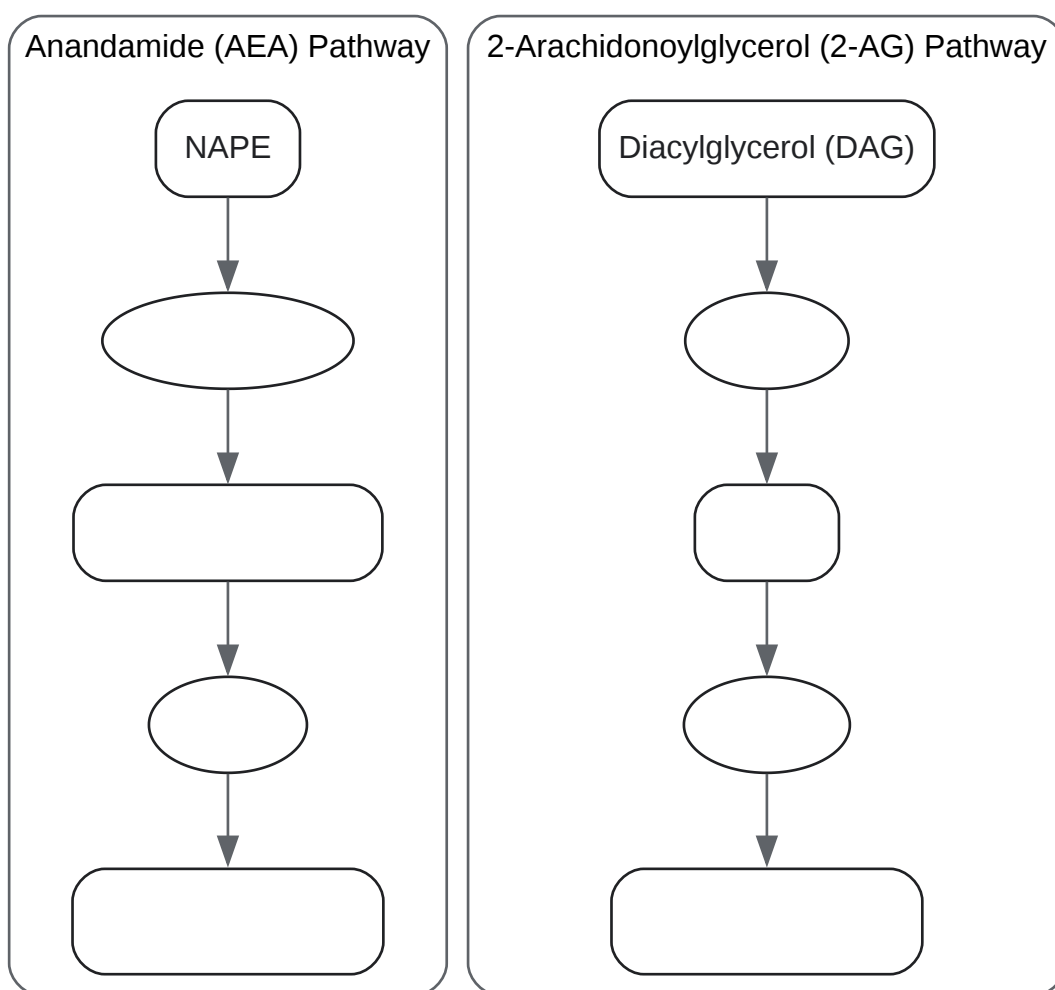 Anandamide (AEA) Pathway
NAPE
2-Arachidonoylglycerol (2-AG) Pathway
Diacylglycerol (DAG)